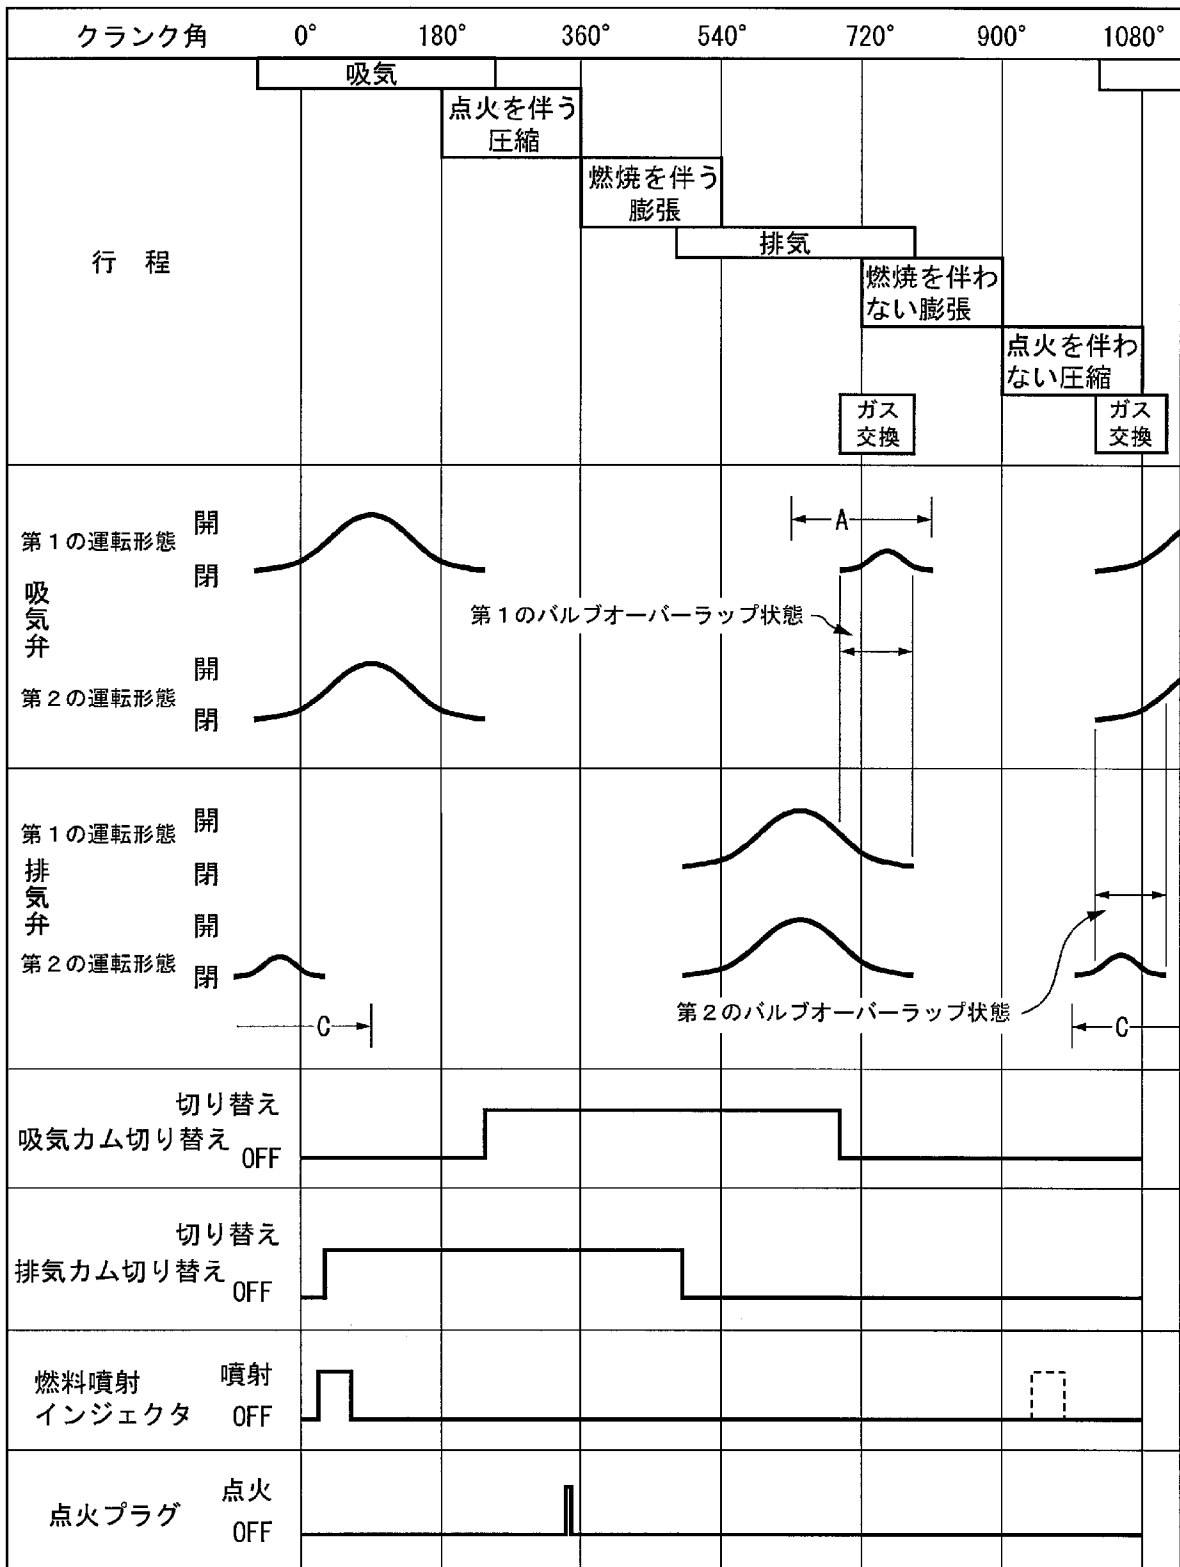 クランク角 0° 180° 360° 540° 720° 900° 1080°
吸気
点火を伴う
圧縮
燃焼を伴う
膨張
排気
行程
燃焼を伴わ
ない膨張
点火を伴わ
ない圧縮
ガス
交換
ガス
交換
開
第1の運転形態
閉
A
吸気弁
第1のバルブオーバーラップ状態
開
第2の運転形態
閉
開
第1の運転形態
閉
排気弁
開
第2の運転形態
閉
第2のバルブオーバーラップ状態
C
C
切り替え
吸気カム切り替え
OFF
切り替え
排気カム切り替え
OFF
燃料噴射
インジェクタ
噴射
OFF
点火
点火プラグ
OFF